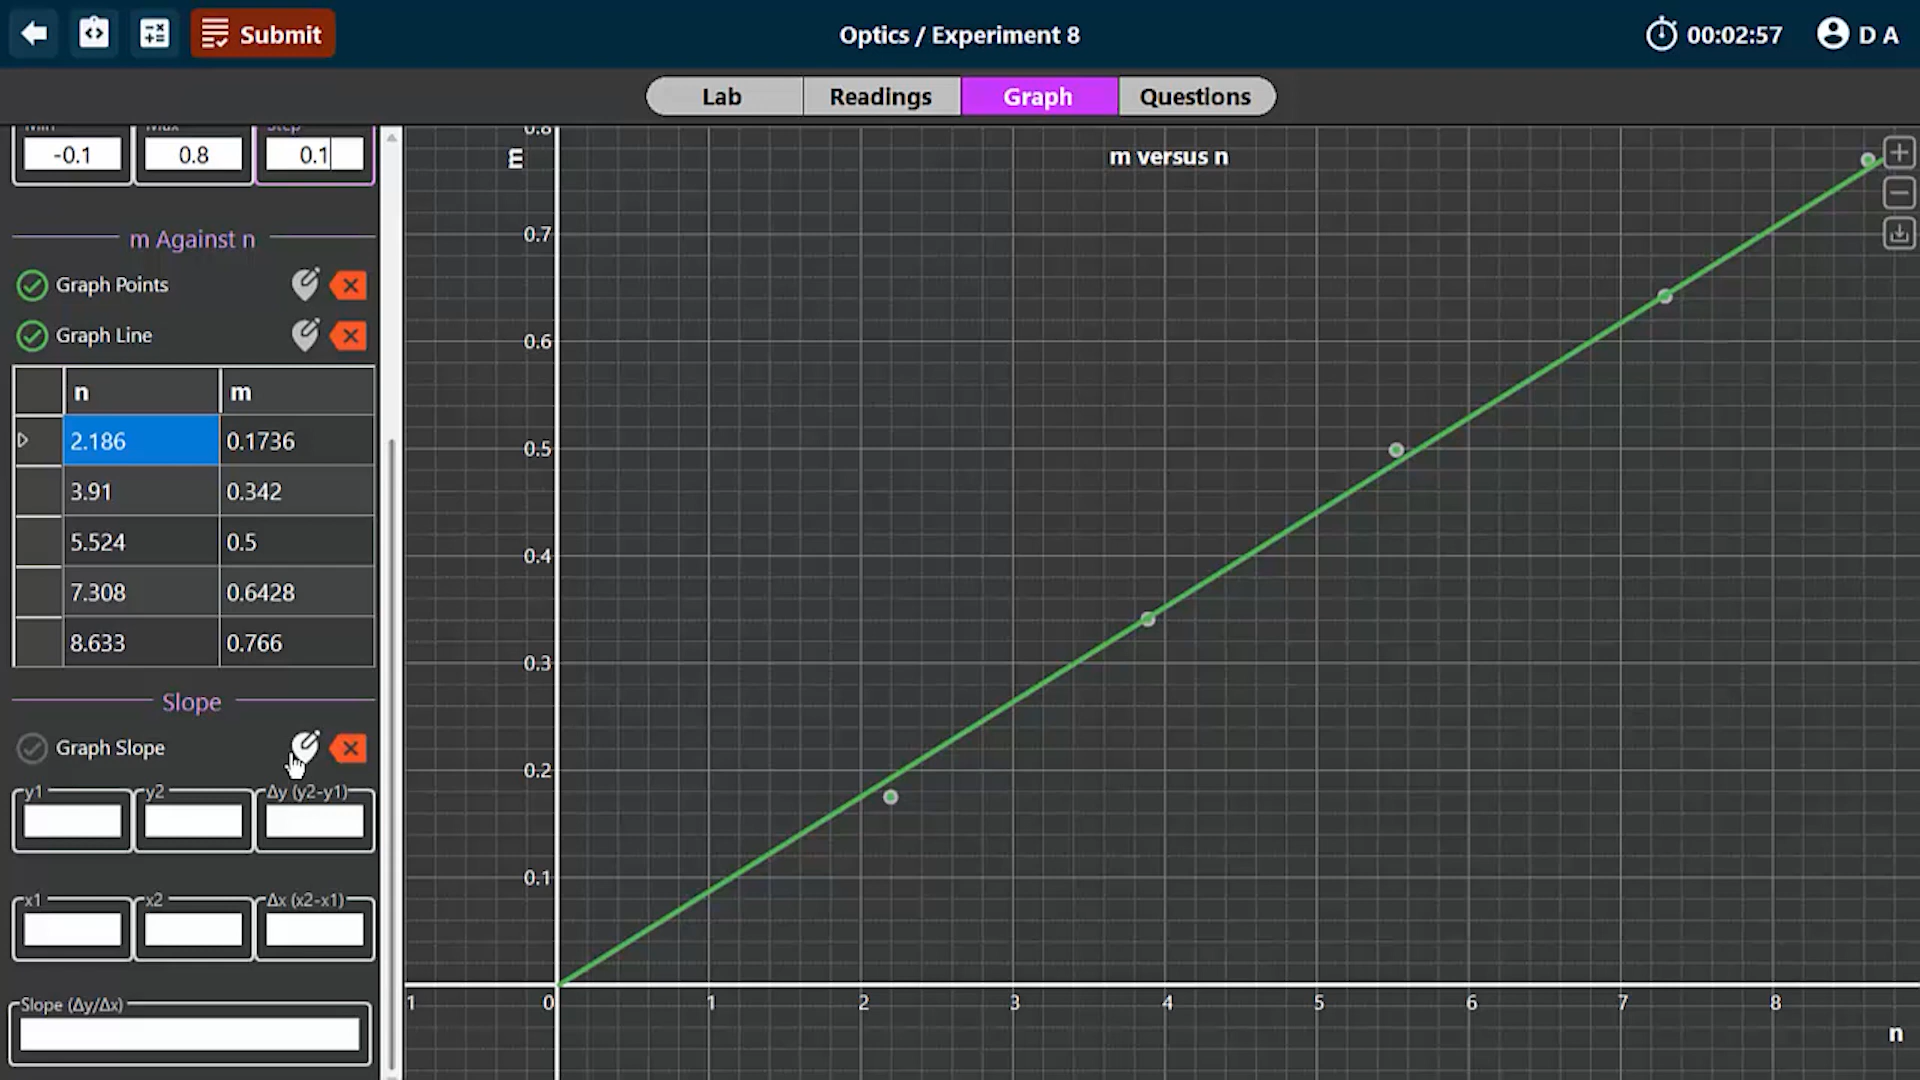 Submit
Optics / Experiment 8
00:02:57
D A
Lab
Readings
Graph
Questions
Min
Max
Step
-0.1
0.8
0.1
m Against n
Graph Points
Graph Line
n m
2.186 0.1736
3.91 0.342
5.524 0.5
7.308 0.6428
8.633 0.766
Slope
Graph Slope
y1
y2
Δy (y2-y1)
x1
x2
Δx (x2-x1)
Slope (Δy/Δx)
m versus n
m
0.8
0.7
0.6
0.5
0.4
0.3
0.2
0.1
1 0 1 2 3 4 5 6 7 8
n